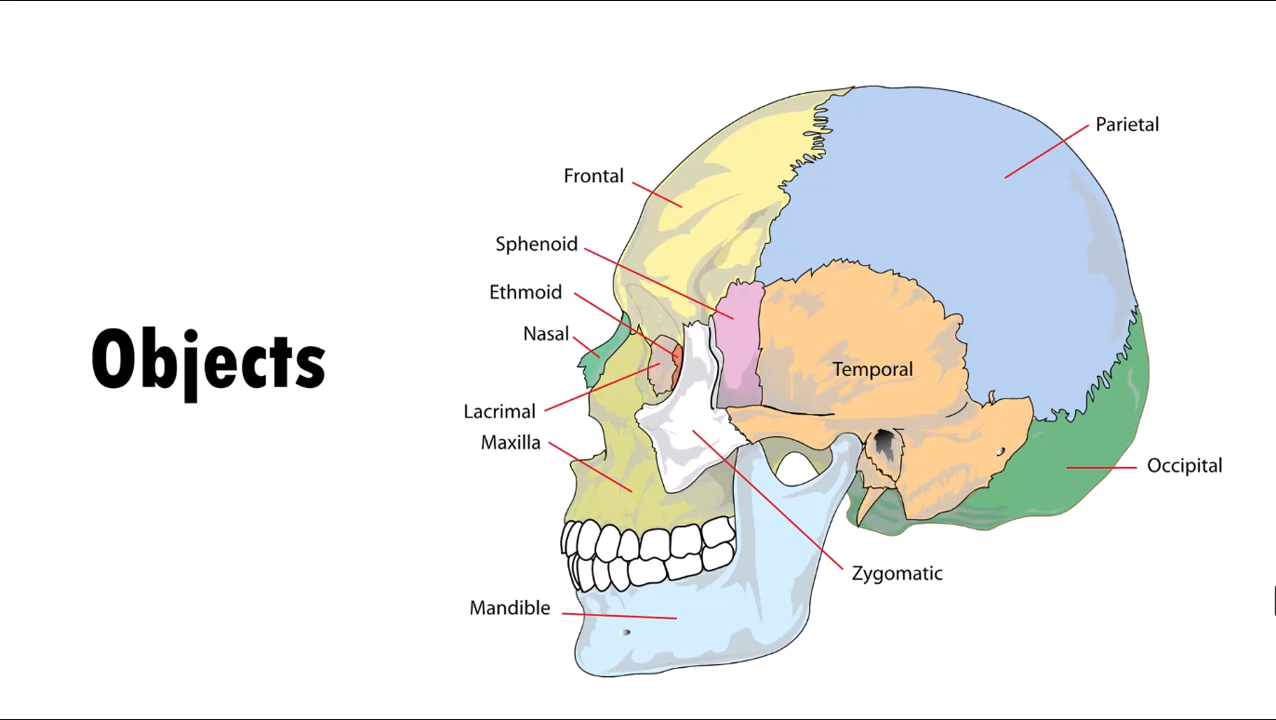 Objects
Parietal
Frontal
Sphenoid
Ethmoid
Nasal
Temporal
Lacrimal
Maxilla
Occipital
Zygomatic
Mandible